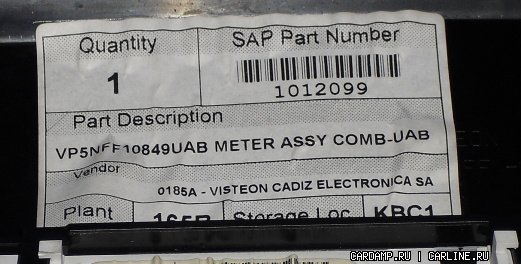 Quantity
SAP Part Number
1
1012099
Part Description
VP5NFF10849UAB METER ASSY COMB-UAB
Vendor
0185A - VISTEON CADIZ ELECTRONICA SA
Plant
165B
Storage Loc
KBC1
CARDAMP.RU | CARLINE.RU